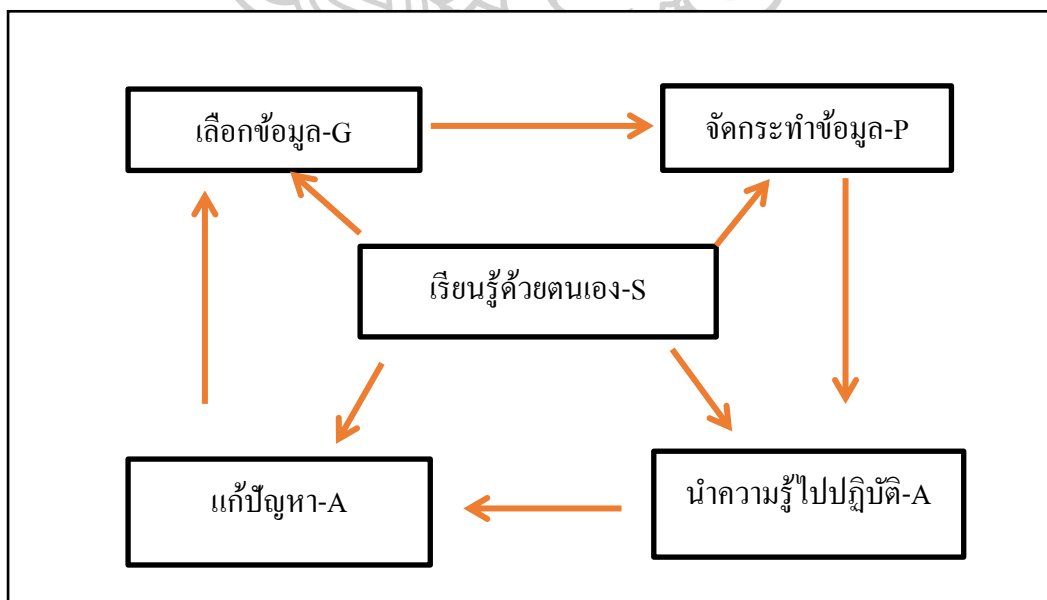 เลือกข้อมูล-G
จัดกระทำข้อมูล-P
เรียนรู้ด้วยตนเอง-S
แก้ปัญหา-A
นำความรู้ไปปฏิบัติ-A